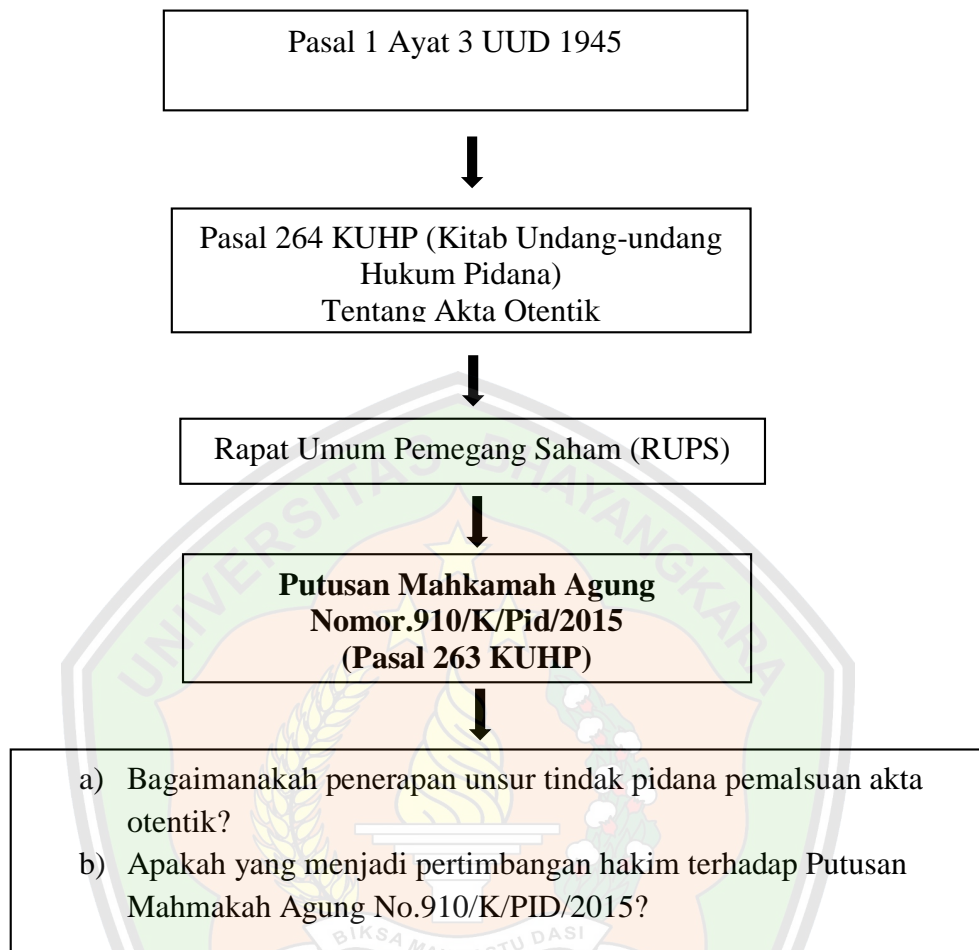 Pasal 1 Ayat 3 UUD 1945
Pasal 264 KUHP (Kitab Undang-undang
Hukum Pidana)
Tentang Akta Otentik
Rapat Umum Pemegang Saham (RUPS)
UNIVERSITAS BHAYANGKARA
Putusan Mahkamah Agung
Nomor.910/K/Pid/2015
(Pasal 263 KUHP)
a) Bagaimanakah penerapan unsur tindak pidana pemalsuan akta
otentik?
b) Apakah yang menjadi pertimbangan hakim terhadap Putusan
Mahmakah Agung No.910/K/PID/2015?